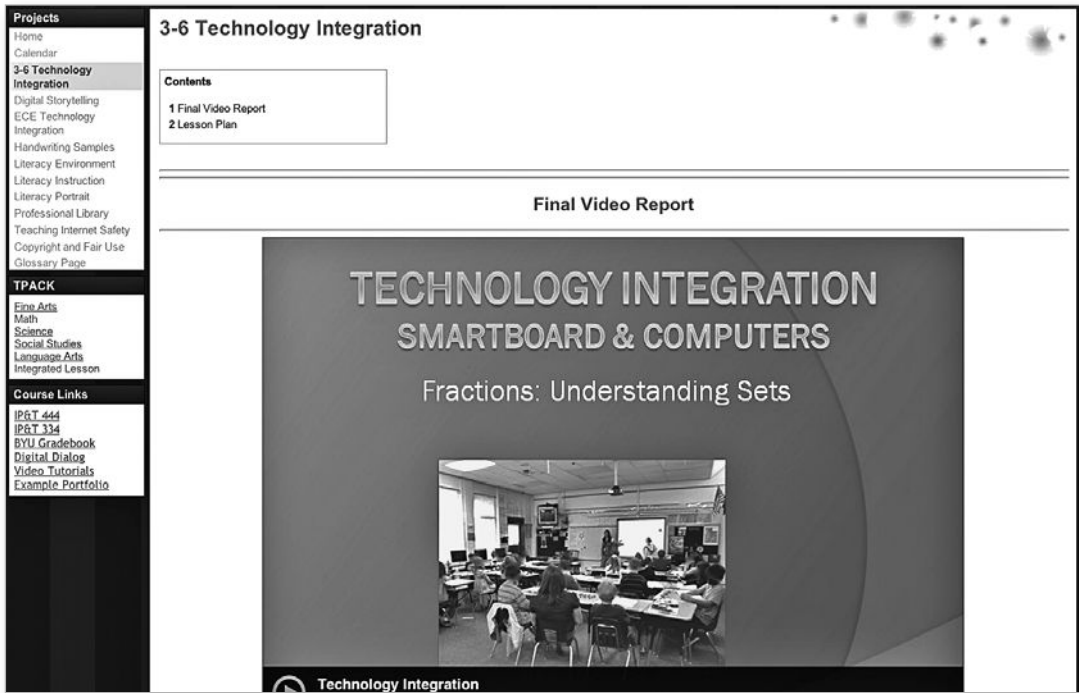 Projects
Home
Calendar
3-6 Technology
Integration
Digital Storytelling
ECE Technology
Integration
Handwriting Samples
Literacy Environment
Literacy Instruction
Literacy Portrait
Professional Library
Teaching Internet Safety
Copyright and Fair Use
Glossary Page
TPACK
Fine Arts
Math
Science
Social Studies
Language Arts
Integrated Lesson
Course Links
IP&T 444
IP&T 334
BYU Gradebook
Digital Dialog
Video Tutorials
Example Portfolio
3-6 Technology Integration
Contents
1 Final Video Report
2 Lesson Plan
Final Video Report
TECHNOLOGY INTEGRATION
SMARTBOARD & COMPUTERS
Fractions: Understanding Sets
Technology Integration